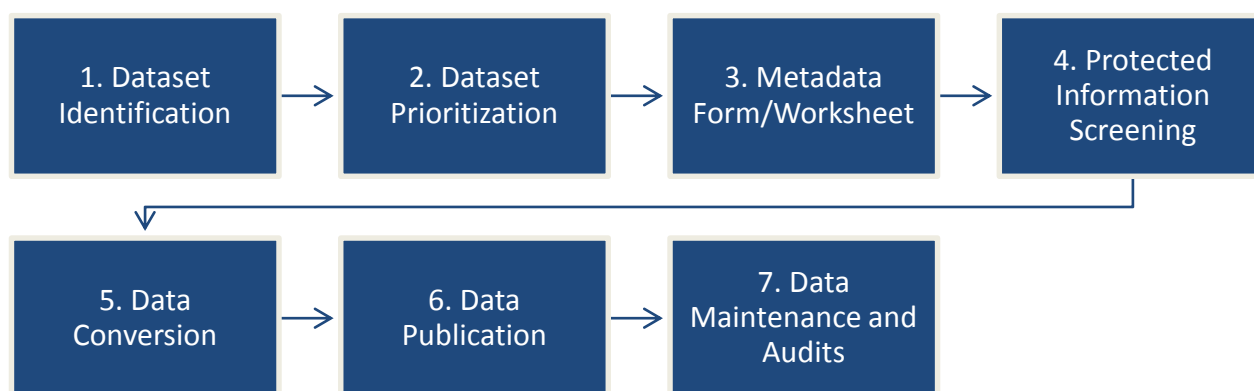 1. Dataset
Identification
2. Dataset
Prioritization
3. Metadata
Form/Worksheet
4. Protected
Information
Screening
5. Data
Conversion
6. Data
Publication
7. Data
Maintenance and
Audits